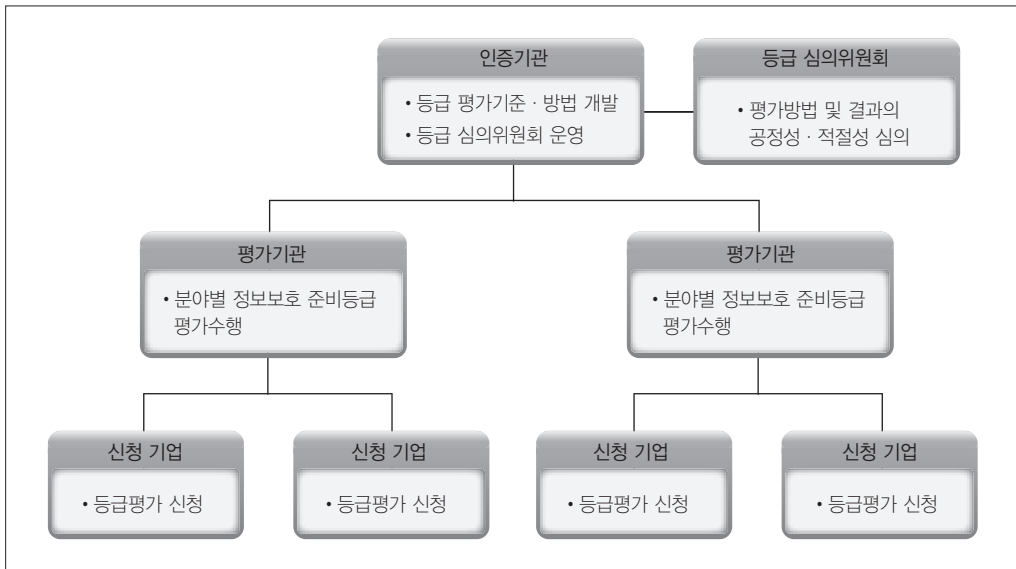 인증기관
• 등급 평가기준 · 방법 개발
• 등급 심의위원회 운영
등급 심의위원회
• 평가방법 및 결과의
공정성 · 적절성 심의
평가기관
• 분야별 정보보호 준비등급
평가수행
평가기관
• 분야별 정보보호 준비등급
평가수행
신청 기업
• 등급평가 신청
신청 기업
• 등급평가 신청
신청 기업
• 등급평가 신청
신청 기업
• 등급평가 신청